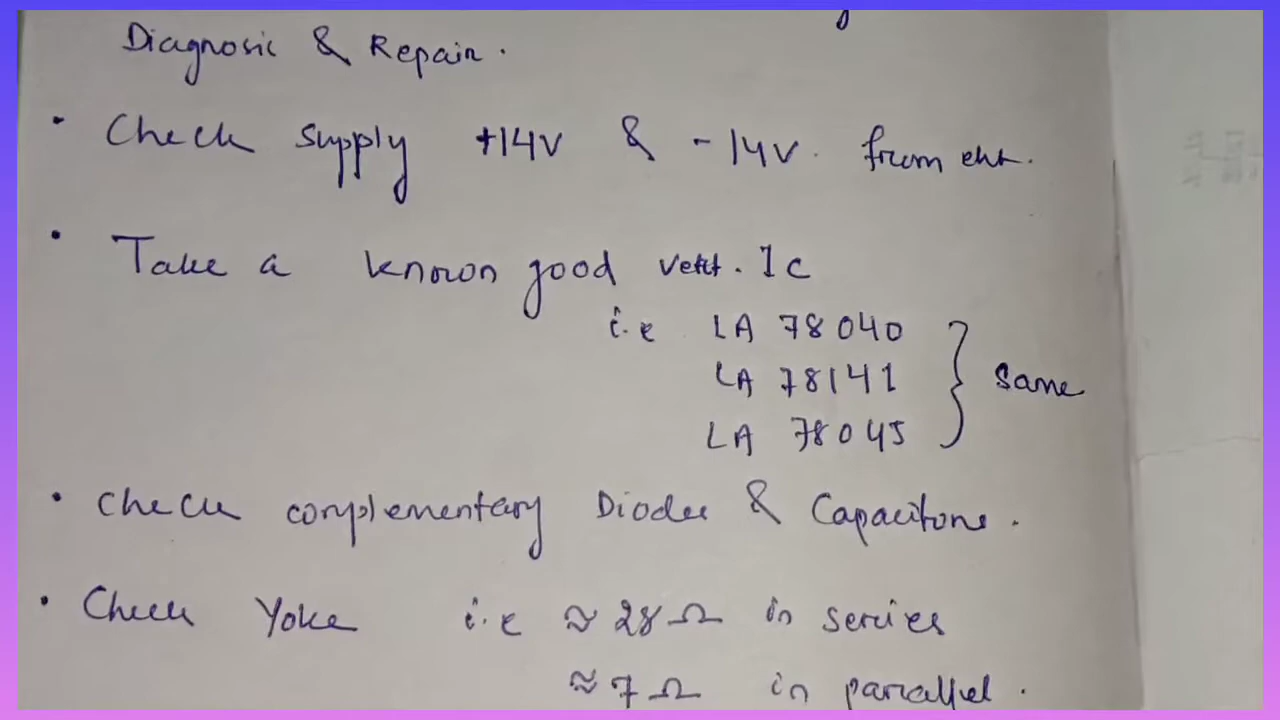 Diagnosic & Repair.
• Check supply +14V & -14V. from eht.
• Take a known good vert. Ic
i.e LA 78040
LA 78141 } same
LA 78045
• Check complementary Diodes & Capacitors.
• Check Yoke i.e ≈ 28 Ω in series
≈ 7 Ω in parallel.